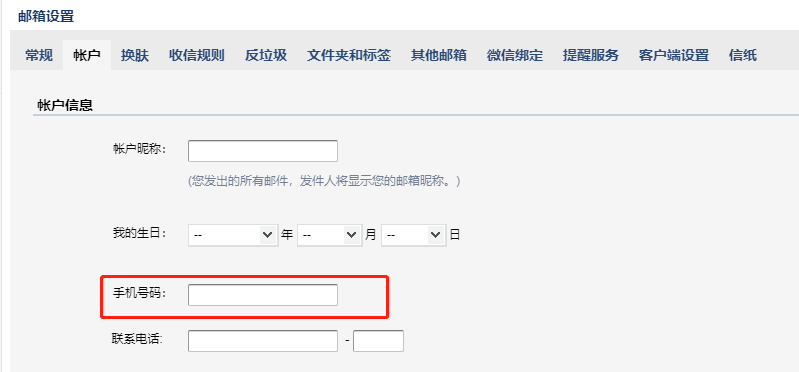 邮箱设置
常规 帐户 换肤 收信规则 反垃圾 文件夹和标签 其他邮箱 微信绑定 提醒服务 客户端设置 信纸
帐户信息
帐户昵称：
(您发出的所有邮件，发件人将显示您的邮箱昵称。)
我的生日： -- 年 -- 月 -- 日
手机号码：
联系电话: -